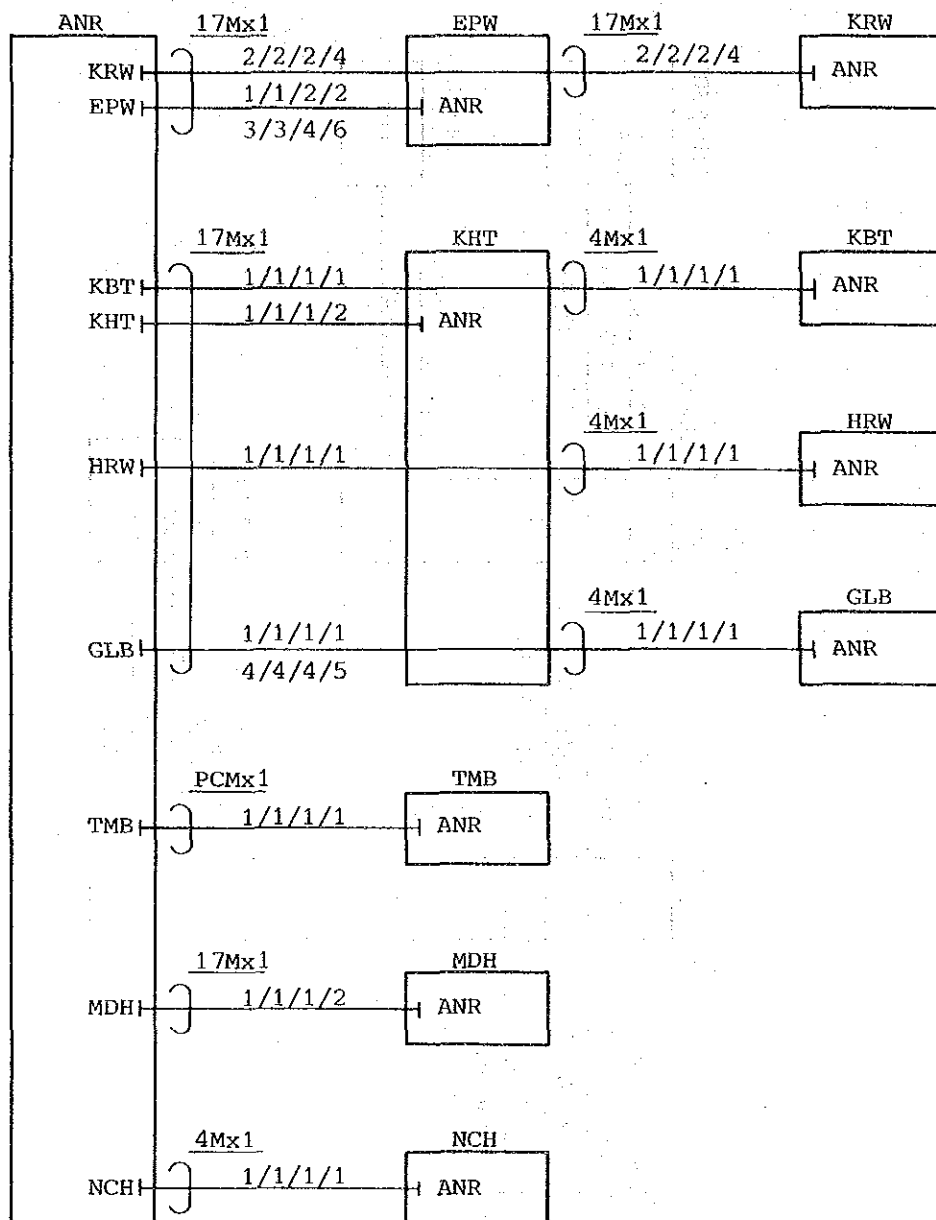 ANR 17Mx1 EPW 17Mx1 KRW
KRW 2/2/2/4 2/2/2/4 ANR
EPW 1/1/2/2 ANR
3/3/4/6
17Mx1 KHT 4Mx1 KBT
KBT 1/1/1/1 1/1/1/1 ANR
KHT 1/1/1/2 ANR
4Mx1 HRW
HRW 1/1/1/1 1/1/1/1 ANR
4Mx1 GLB
GLB 1/1/1/1 1/1/1/1 ANR
4/4/4/5
PCMx1 TMB
TMB 1/1/1/1 ANR
17Mx1 MDH
MDH 1/1/1/2 ANR
4Mx1 NCH
NCH 1/1/1/1 ANR